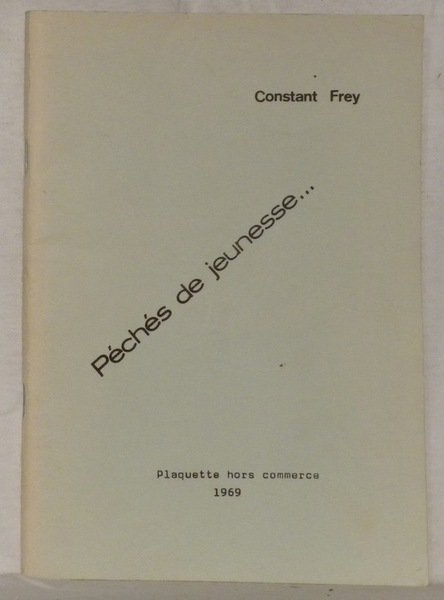 Constant Frey
Péchés de jeunesse...
Plaquette hors commerce
1969